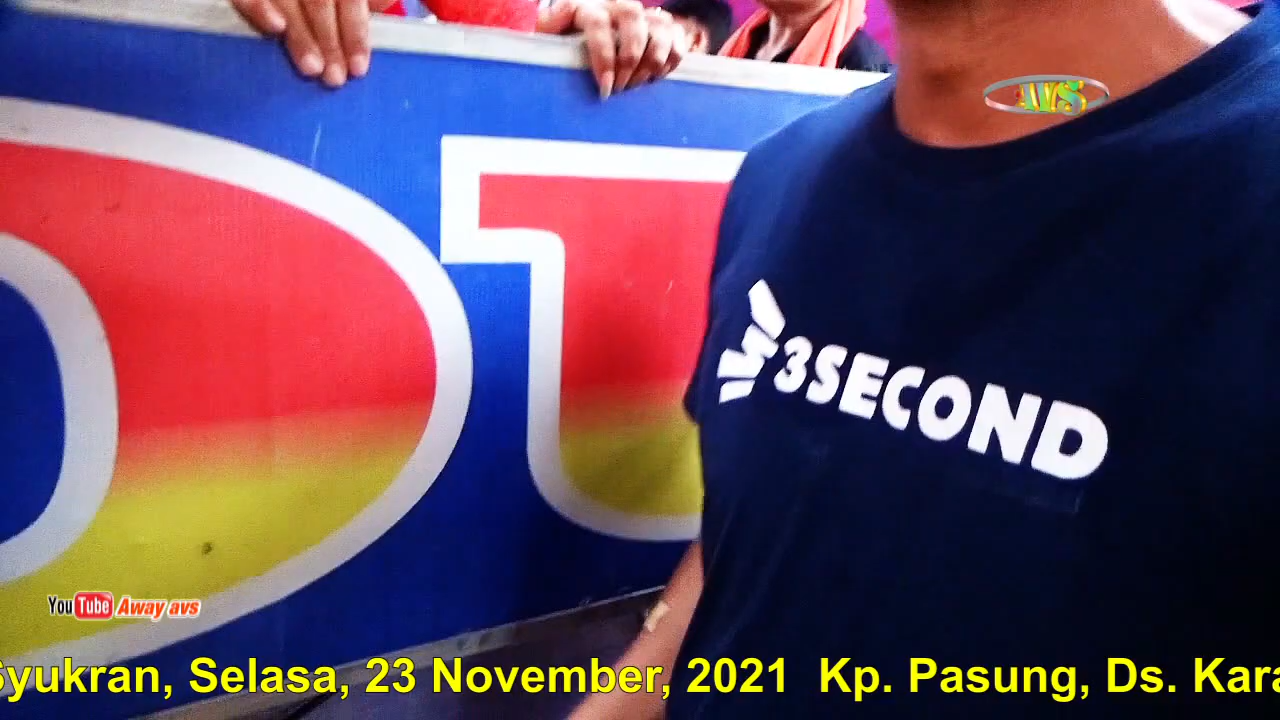 AVS
3SECOND
YouTube Away avs
Syukran, Selasa, 23 November, 2021 Kp. Pasung, Ds. Kara